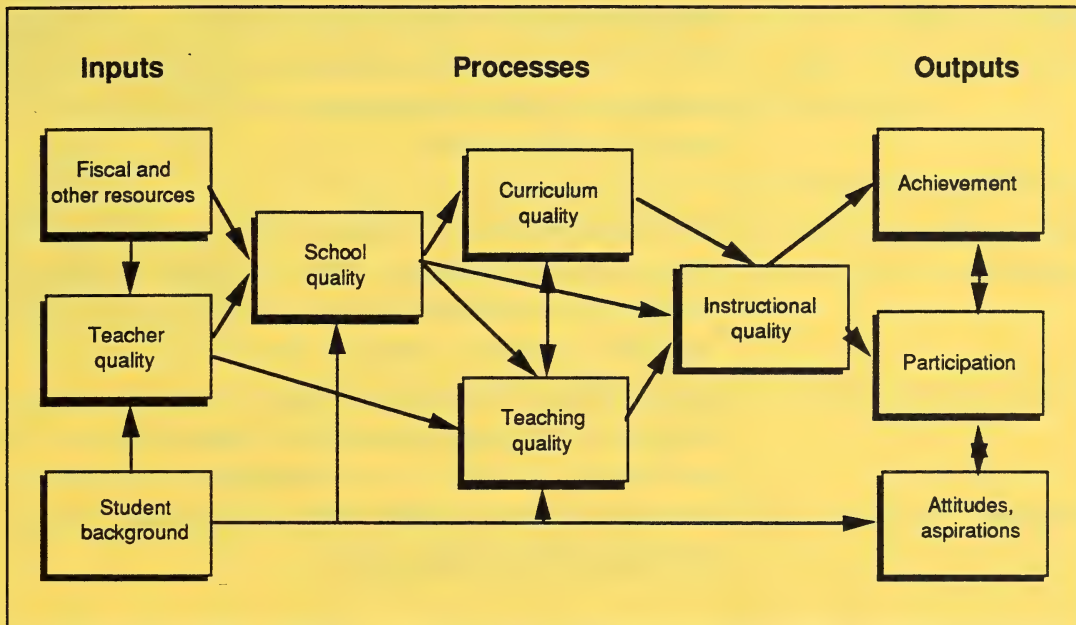 Inputs
Processes
Outputs
Fiscal and
other resources
Teacher
quality
Student
background
School
quality
Curriculum
quality
Teaching
quality
Instructional
quality
Achievement
Participation
Attitudes,
aspirations